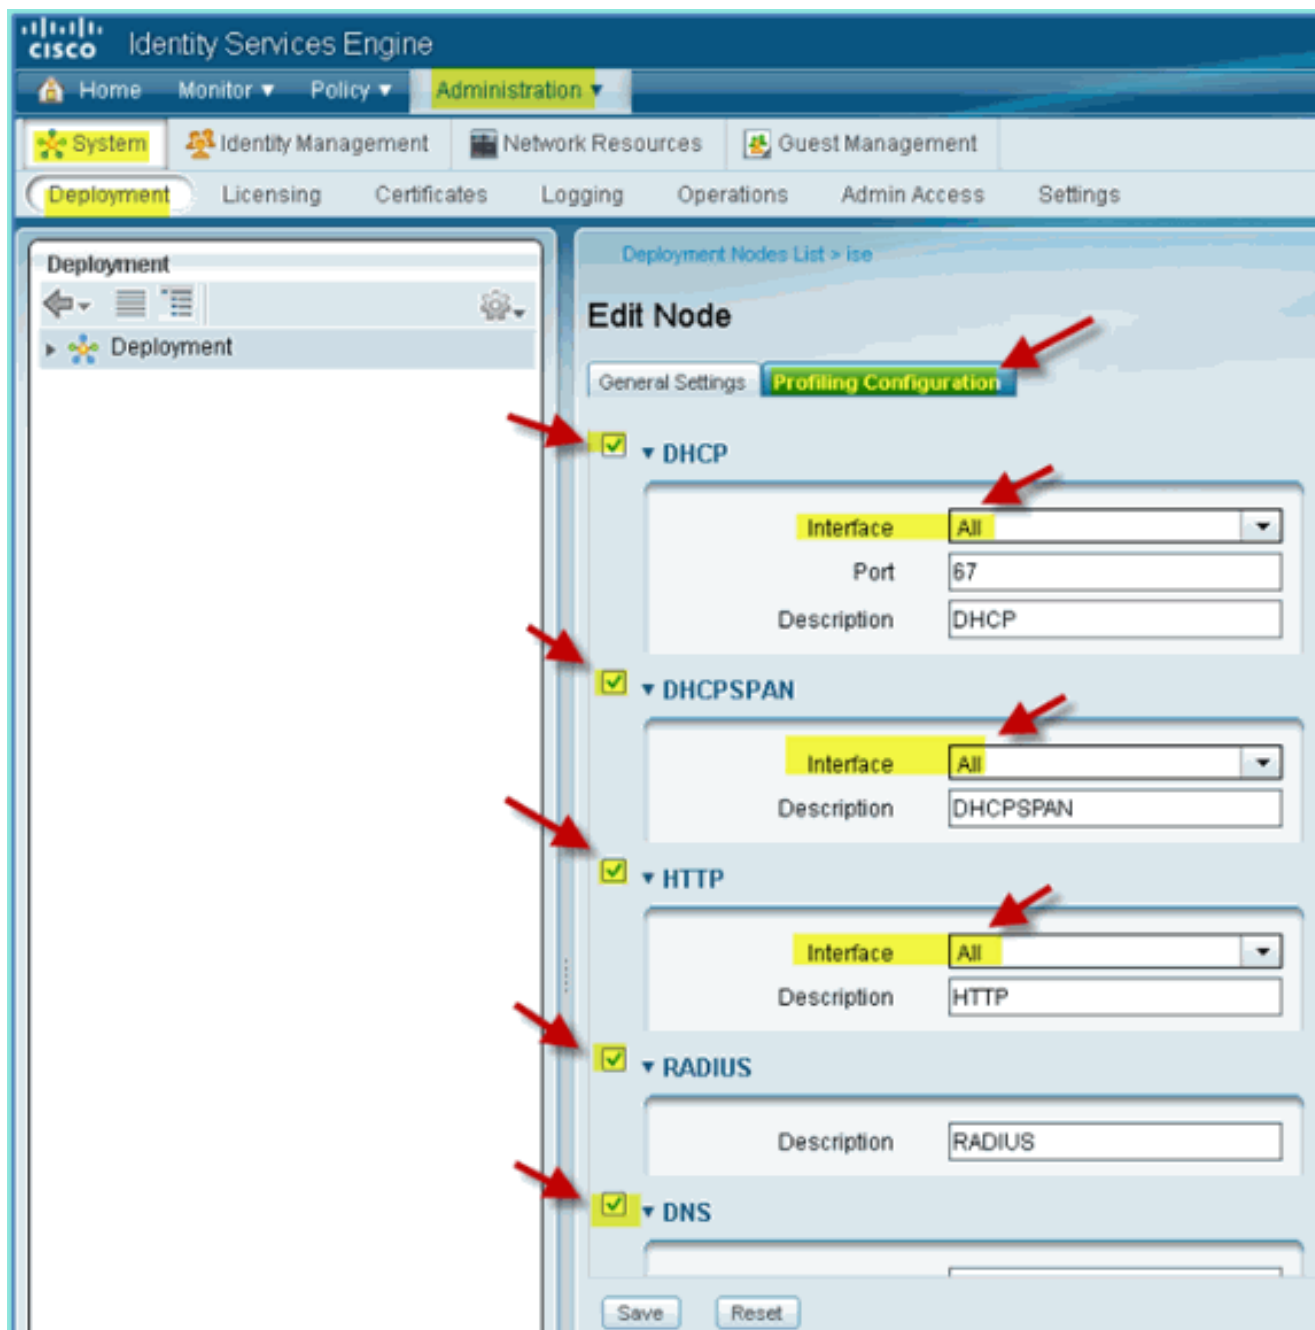 CISCO Identity Services Engine
Home Monitor Policy Administration
System Identity Management Network Resources Guest Management
Deployment Licensing Certificates Logging Operations Admin Access Settings
Deployment
Deployment
Deployment Nodes List > ise
Edit Node
General Settings Profiling Configuration
DHCP
Interface All
Port 67
Description DHCP
DHCPSPAN
Interface All
Description DHCPSPAN
HTTP
Interface All
Description HTTP
RADIUS
Description RADIUS
DNS
Save Reset